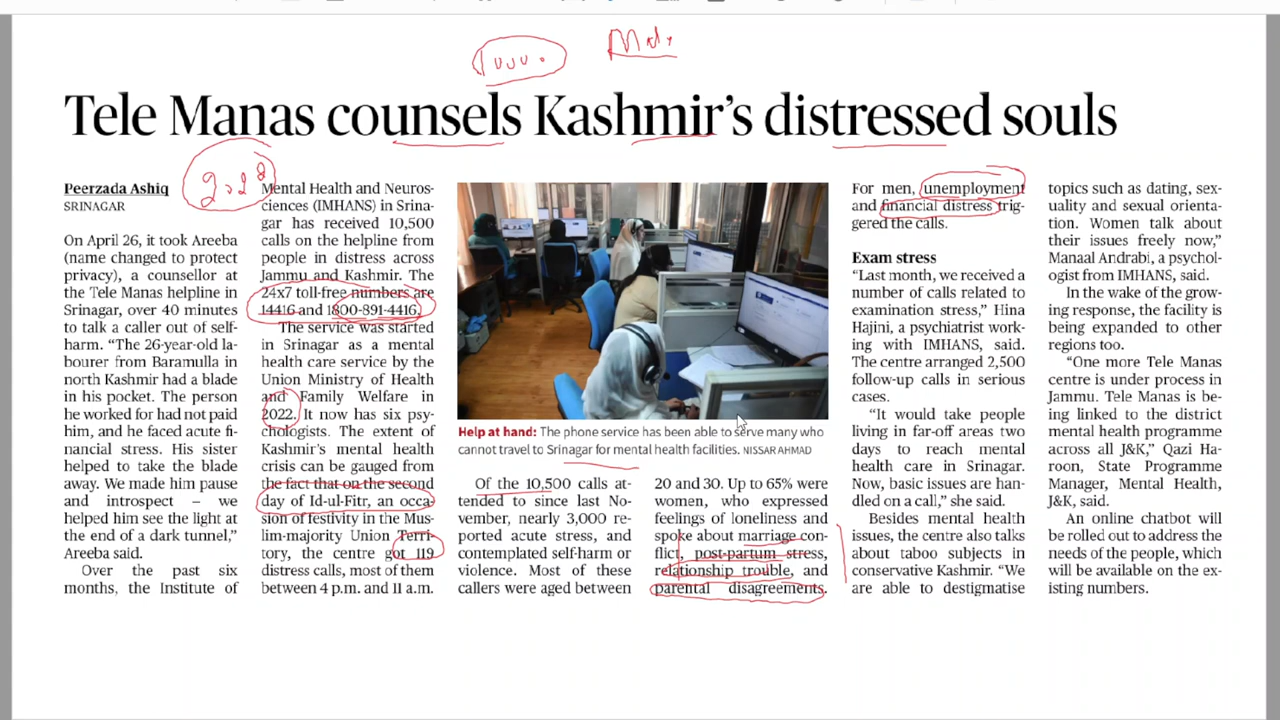 Tele Manas counsels Kashmir's distressed souls
Peerzada Ashiq
SRINAGAR
On April 26, it took Areeba
(name changed to protect
privacy), a counsellor at
the Tele Manas helpline in
Srinagar, over 40 minutes
to talk a caller out of self-
harm. “The 26-year-old la-
bourer from Baramulla in
north Kashmir had a blade
in his pocket. The person
he worked for had not paid
him, and he faced acute fi-
nancial stress. His sister
helped to take the blade
away. We made him pause
and introspect – we
helped him see the light at
the end of a dark tunnel,”
Areeba said.
Over the past six
months, the Institute of
Mental Health and Neuros-
ciences (IMHANS) in Srina-
gar has received 10,500
calls on the helpline from
people in distress across
Jammu and Kashmir. The
24x7 toll-free numbers are
14416 and 1800-891-4416.
The service was started
in Srinagar as a mental
health care service by the
Union Ministry of Health
and Family Welfare in
2022. It now has six psy-
chologists. The extent of
Kashmir's mental health
crisis can be gauged from
the fact that on the second
day of Id-ul-Fitr, an occa-
sion of festivity in the Mus-
lim-majority Union Terri-
tory, the centre got 119
distress calls, most of them
between 4 p.m. and 11 a.m.
Help at hand: The phone service has been able to serve many who
cannot travel to Srinagar for mental health facilities. NISSAR AHMAD
Of the 10,500 calls at-
tended to since last No-
vember, nearly 3,000 re-
ported acute stress, and
contemplated self-harm or
violence. Most of these
callers were aged between
20 and 30. Up to 65% were
women, who expressed
feelings of loneliness and
spoke about marriage con-
flict, post-partum stress,
relationship trouble, and
parental disagreements.
For men, unemployment
and financial distress trig-
gered the calls.
Exam stress
“Last month, we received a
number of calls related to
examination stress,” Hina
Hajini, a psychiatrist work-
ing with IMHANS, said.
The centre arranged 2,500
follow-up calls in serious
cases.
“It would take people
living in far-off areas two
days to reach mental
health care in Srinagar.
Now, basic issues are han-
dled on a call,” she said.
Besides mental health
issues, the centre also talks
about taboo subjects in
conservative Kashmir. “We
are able to destigmatise
topics such as dating, sex-
uality and sexual orienta-
tion. Women talk about
their issues freely now,”
Manaal Andrabi, a psychol-
ogist from IMHANS, said.
In the wake of the grow-
ing response, the facility is
being expanded to other
regions too.
“One more Tele Manas
centre is under process in
Jammu. Tele Manas is be-
ing linked to the district
mental health programme
across all J&K,” Qazi Ha-
roon, State Programme
Manager, Mental Health,
J&K, said.
An online chatbot will
be rolled out to address the
needs of the people, which
will be available on the ex-
isting numbers.